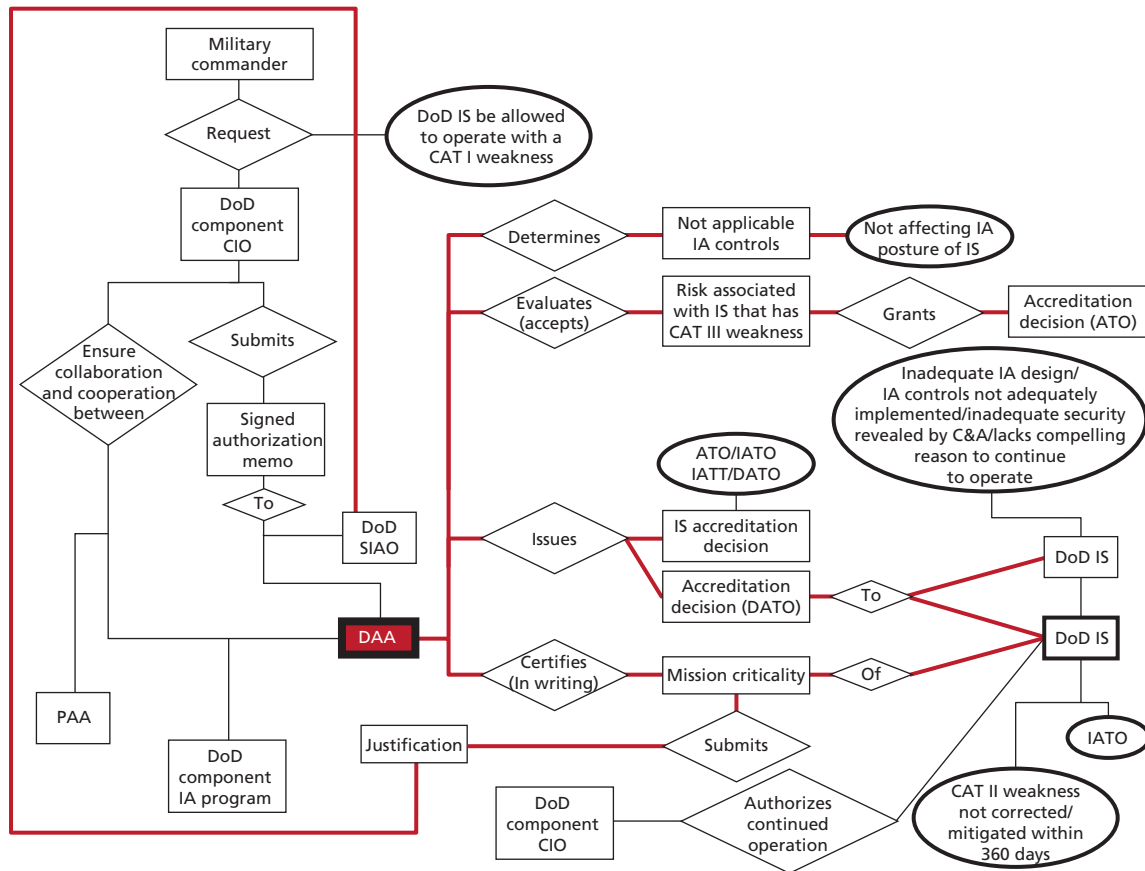 Military
commander
Request
DoD IS be allowed
to operate with a
CAT I weakness
DoD
component
CIO
Determines
Not applicable
IA controls
Not affecting IA
posture of IS
Evaluates
(accepts)
Risk associated
with IS that has
CAT III weakness
Grants
Accreditation
decision (ATO)
Ensure
collaboration
and cooperation
between
Submits
Signed
authorization
memo
To
DoD
SIAO
Inadequate IA design/
IA controls not adequately
implemented/inadequate security
revealed by C&A/lacks compelling
reason to continue
to operate
ATO/IATO
IATT/DATO
Issues
IS accreditation
decision
Accreditation
decision (DATO)
To
DoD IS
DAA
DoD IS
Certifies
(In writing)
Mission criticality
Of
PAA
DoD
component
IA program
Justification
Submits
IATO
DoD
component
CIO
Authorizes
continued
operation
CAT II weakness
not corrected/
mitigated within
360 days